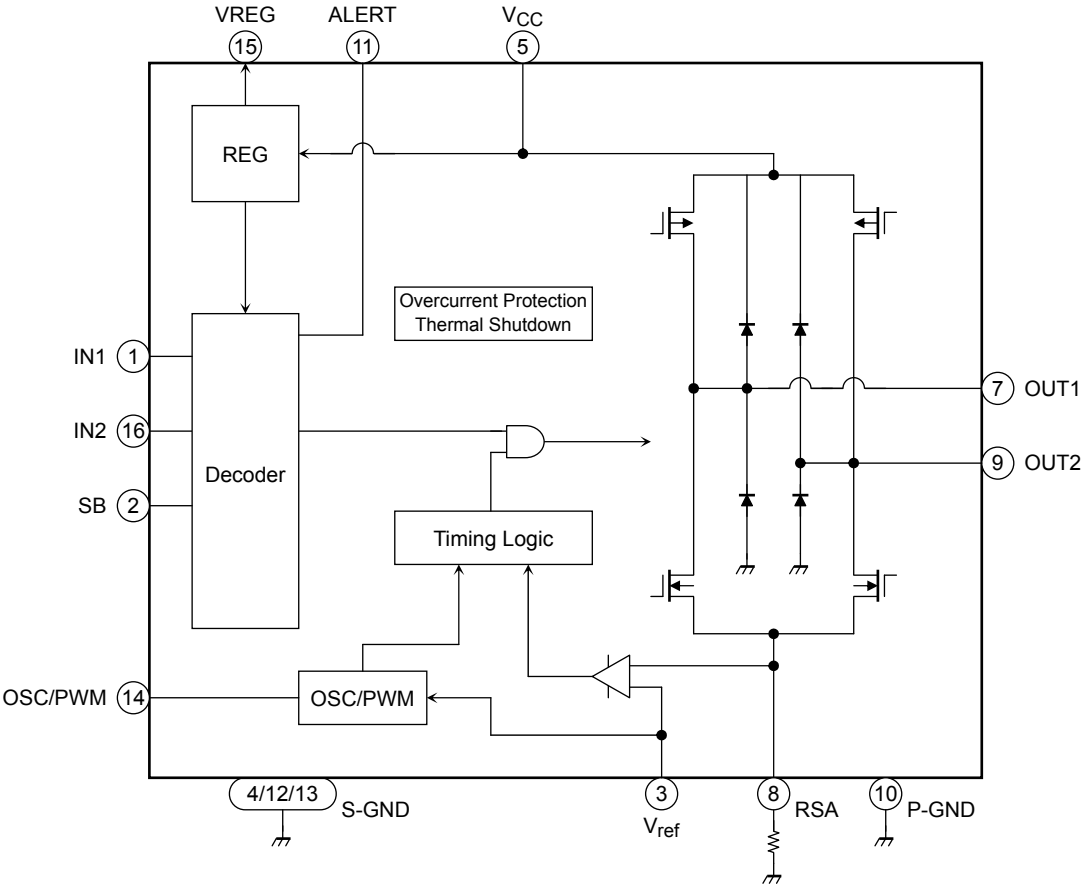 VREG
ALERT
VCC
15
11
5
REG
Overcurrent Protection
Thermal Shutdown
IN1
1
7
OUT1
IN2
16
9
OUT2
Decoder
SB
2
Timing Logic
OSC/PWM
14
OSC/PWM
4/12/13
S-GND
3
Vref
8
RSA
10
P-GND